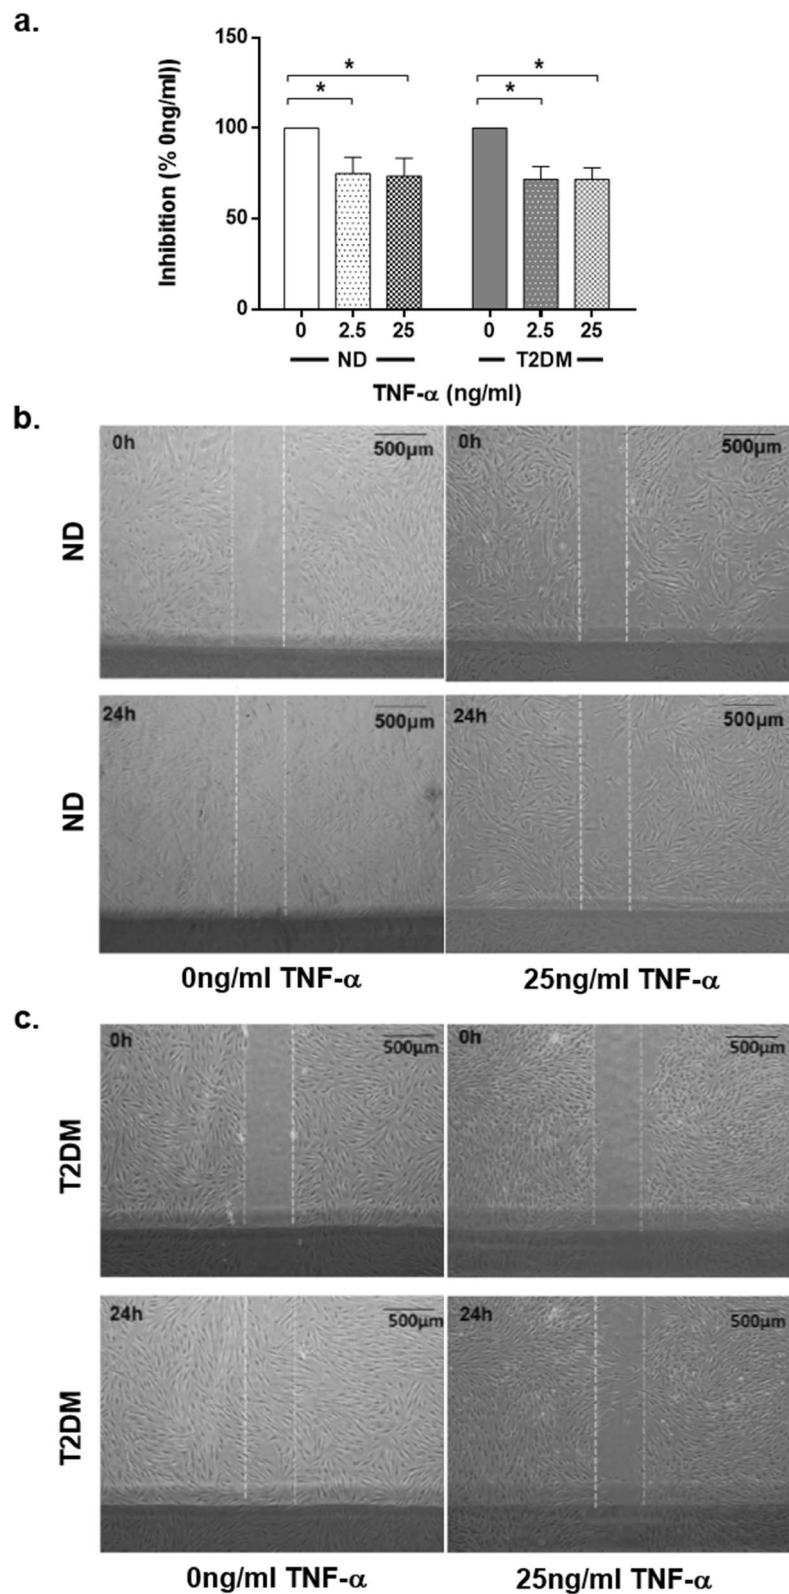 a.
150
100
50
0
Inhibition (% 0ng/ml))
*
*
*
*
0 2.5 25 0 2.5 25
ND T2DM
TNF-α (ng/ml)
b.
ND
0h 500µm
0h 500µm
ND
24h 500µm
24h 500µm
0ng/ml TNF-α 25ng/ml TNF-α
c.
T2DM
0h 500µm
0h 500µm
T2DM
24h 500µm
24h 500µm
0ng/ml TNF-α 25ng/ml TNF-α